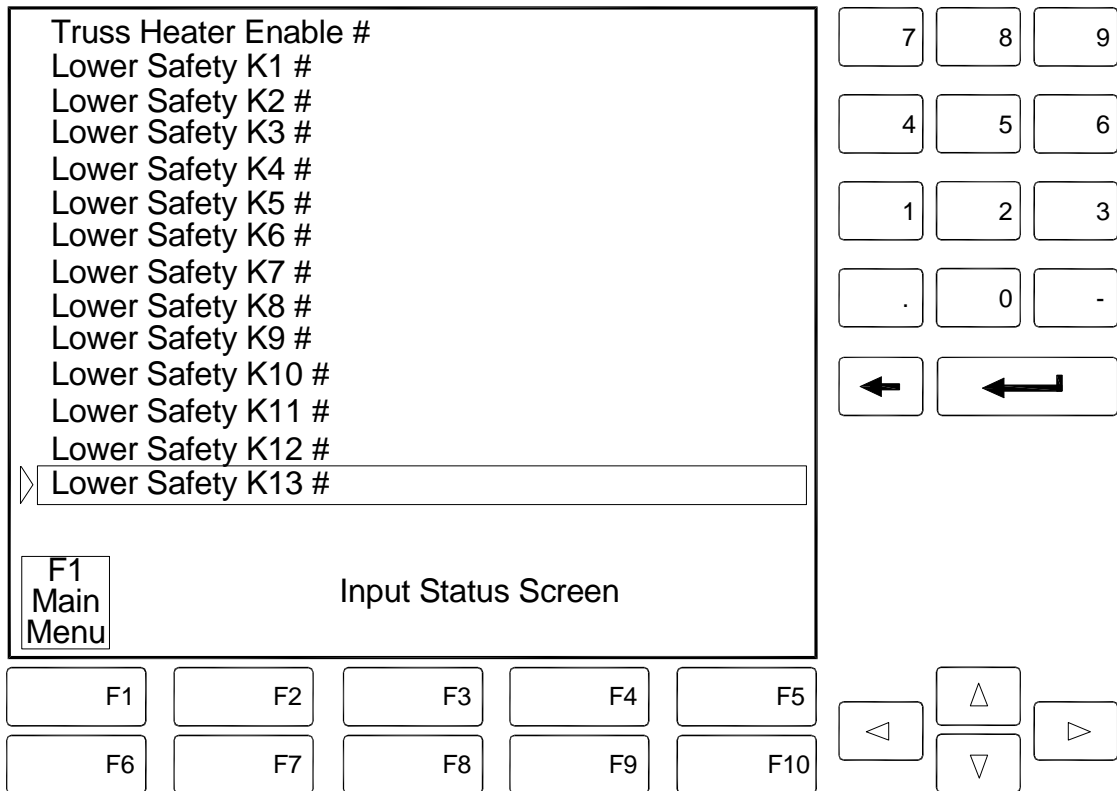 Truss Heater Enable #
Lower Safety K1 #
Lower Safety K2 #
Lower Safety K3 #
Lower Safety K4 #
Lower Safety K5 #
Lower Safety K6 #
Lower Safety K7 #
Lower Safety K8 #
Lower Safety K9 #
Lower Safety K10 #
Lower Safety K11 #
Lower Safety K12 #
Lower Safety K13 #
F1
Main
Menu
Input Status Screen
F1 F2 F3 F4 F5
F6 F7 F8 F9 F10
7 8 9
4 5 6
1 2 3
. 0 -